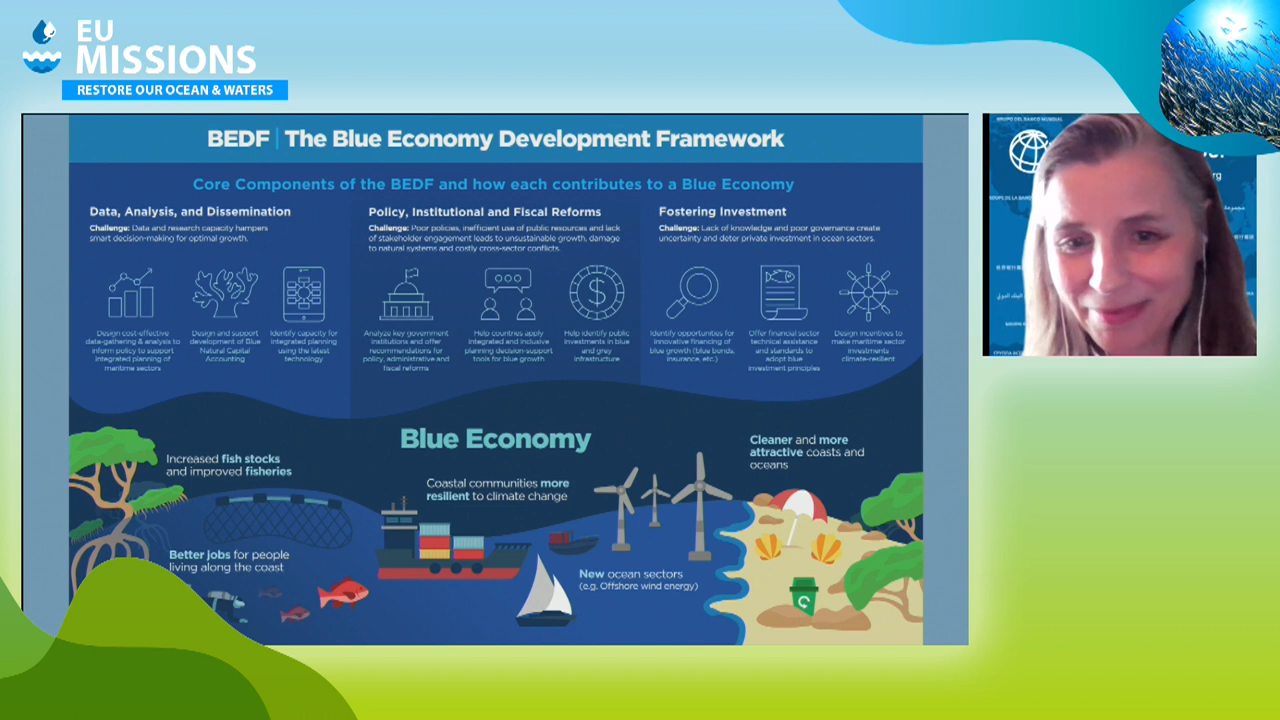 EU
MISSIONS
RESTORE OUR OCEAN & WATERS
BEDF | The Blue Economy Development Framework
Core Components of the BEDF and how each contributes to a Blue Economy
Data, Analysis, and Dissemination
Challenge: Data and research capacity hampers
smart decision-making for optimal growth.
Design cost-effective
data-gathering & analysis to
inform policy to support
integrated planning of
maritime sectors
Design and support
development of Blue
Natural Capital
Accounting
Identify capacity for
integrated planning
using the latest
technology
Policy, Institutional and Fiscal Reforms
Challenge: Poor policies, inefficient use of public resources and lack
of stakeholder engagement leads to unsustainable growth, damage
to natural systems and costly cross-sector conflicts.
Analyze key government
institutions and offer
recommendations for
policy, administrative and
fiscal reforms
Help countries apply
integrated and inclusive
planning decision-support
tools for blue growth
Help identify public
investments in blue
and grey
infrastructure
Fostering Investment
Challenge: Lack of knowledge and poor governance create
uncertainty and deter private investment in ocean sectors.
Identify opportunities for
innovative financing of
blue growth (blue bonds,
insurance, etc.)
Offer financial sector
technical assistance
and standards to
adopt blue
investment principles
Design incentives to
make maritime sector
investments
climate-resilient
Blue Economy
Increased fish stocks
and improved fisheries
Coastal communities more
resilient to climate change
Cleaner and more
attractive coasts and
oceans
Better jobs for people
living along the coast
New ocean sectors
(e.g. Offshore wind energy)
GRUPO DEL BANCO MUNDIAL